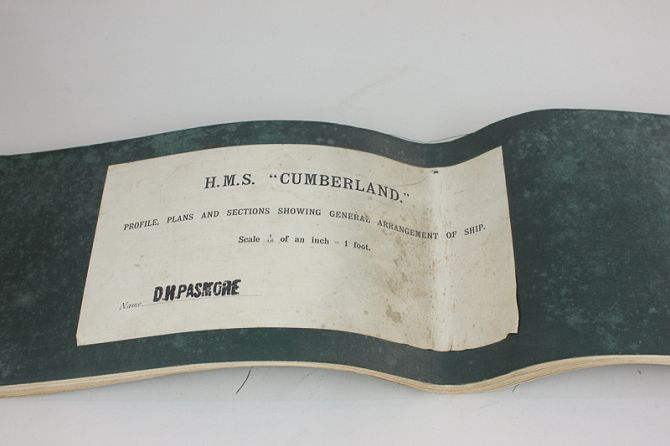 H.M.S. "CUMBERLAND."
PROFILE, PLANS AND SECTIONS SHOWING GENERAL ARRANGEMENT OF SHIP.
Scale of an inch = 1 foot.
Name D.H.PASMORE